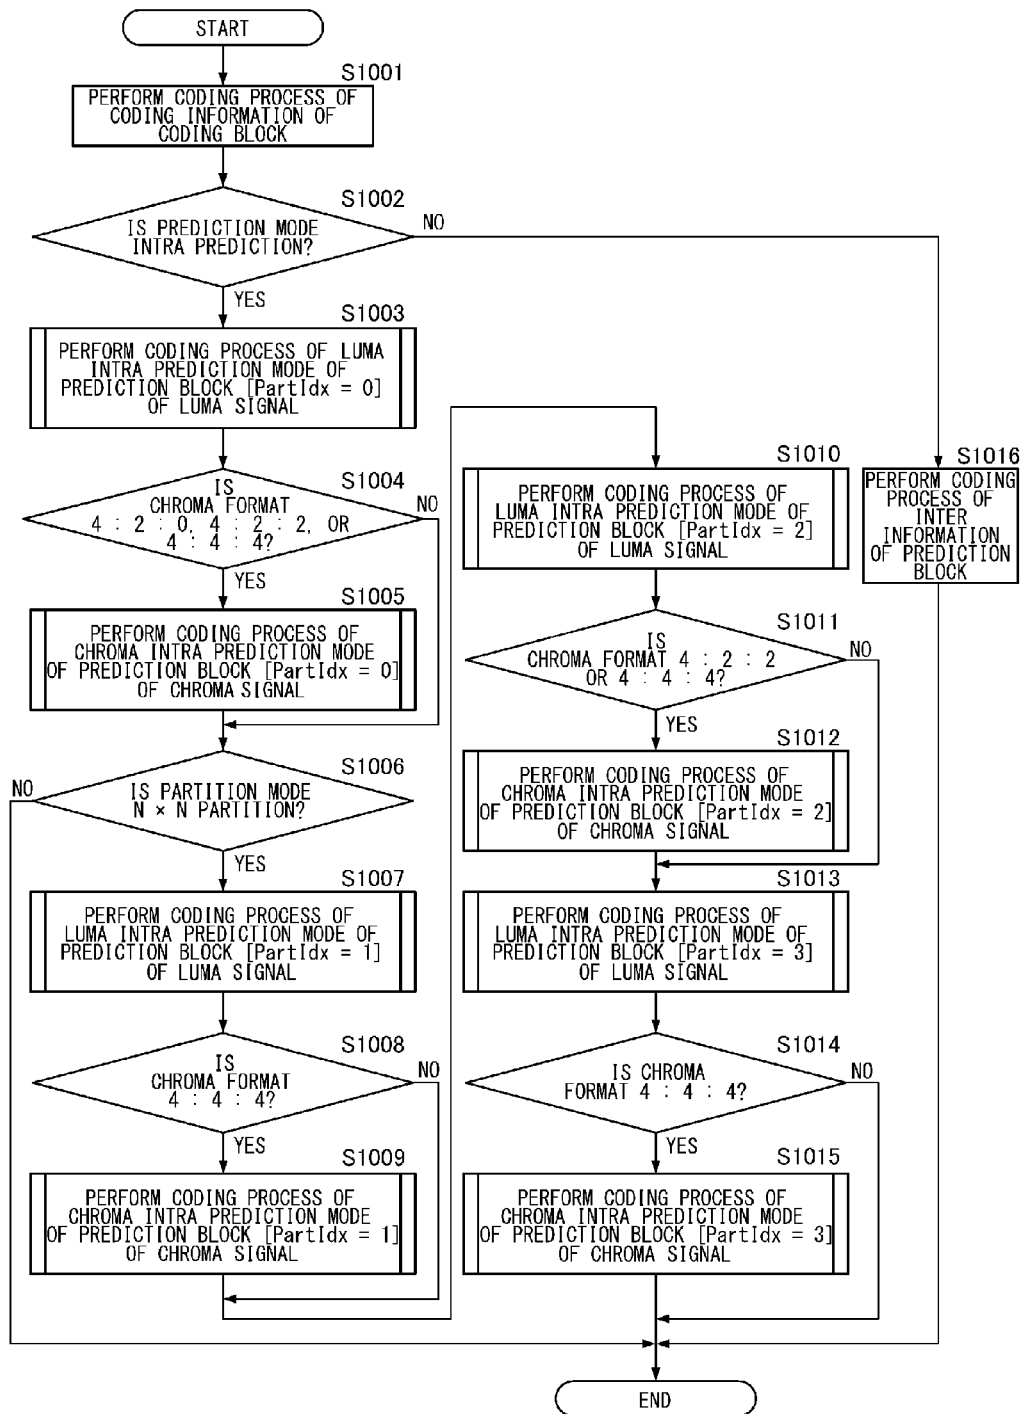 START
S1001
PERFORM CODING PROCESS OF
CODING INFORMATION OF
CODING BLOCK
S1002
IS PREDICTION MODE
INTRA PREDICTION?
NO
YES
S1003
PERFORM CODING PROCESS OF LUMA
INTRA PREDICTION MODE OF
PREDICTION BLOCK [PartIdx = 0]
OF LUMA SIGNAL
S1004
IS
CHROMA FORMAT
4 : 2 : 0, 4 : 2 : 2, OR
4 : 4 : 4?
NO
YES
S1005
PERFORM CODING PROCESS OF
CHROMA INTRA PREDICTION MODE
OF PREDICTION BLOCK [PartIdx = 0]
OF CHROMA SIGNAL
S1006
IS PARTITION MODE
N × N PARTITION?
NO
YES
S1007
PERFORM CODING PROCESS OF
LUMA INTRA PREDICTION MODE OF
PREDICTION BLOCK [PartIdx = 1]
OF LUMA SIGNAL
S1008
IS
CHROMA FORMAT
4 : 4 : 4?
NO
YES
S1009
PERFORM CODING PROCESS OF
CHROMA INTRA PREDICTION MODE
OF PREDICTION BLOCK [PartIdx = 1]
OF CHROMA SIGNAL
S1010
PERFORM CODING PROCESS OF
LUMA INTRA PREDICTION MODE OF
PREDICTION BLOCK [PartIdx = 2]
OF LUMA SIGNAL
S1011
IS
CHROMA FORMAT 4 : 2 : 2
OR 4 : 4 : 4?
NO
YES
S1012
PERFORM CODING PROCESS OF
CHROMA INTRA PREDICTION MODE
OF PREDICTION BLOCK [PartIdx = 2]
OF CHROMA SIGNAL
S1013
PERFORM CODING PROCESS OF
LUMA INTRA PREDICTION MODE OF
PREDICTION BLOCK [PartIdx = 3]
OF LUMA SIGNAL
S1014
IS CHROMA
FORMAT 4 : 4 : 4?
NO
YES
S1015
PERFORM CODING PROCESS OF
CHROMA INTRA PREDICTION MODE
OF PREDICTION BLOCK [PartIdx = 3]
OF CHROMA SIGNAL
S1016
PERFORM CODING
PROCESS OF
INTER
INFORMATION
OF PREDICTION
BLOCK
END